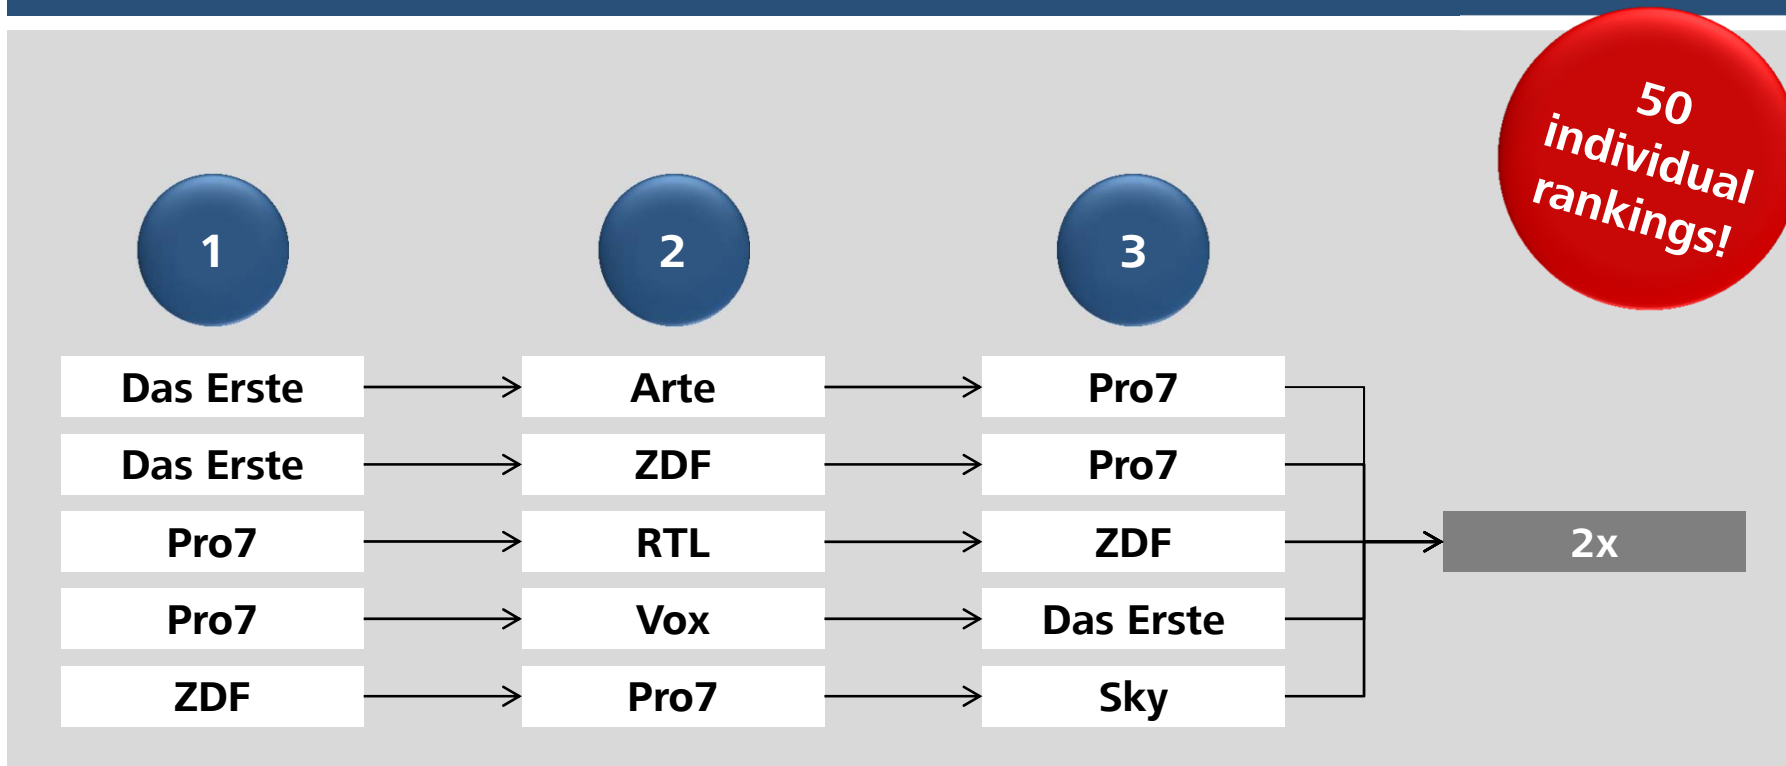 50
individual
rankings!
1
2
3
Das Erste
Arte
Pro7
Das Erste
ZDF
Pro7
Pro7
RTL
ZDF
2x
Pro7
Vox
Das Erste
ZDF
Pro7
Sky